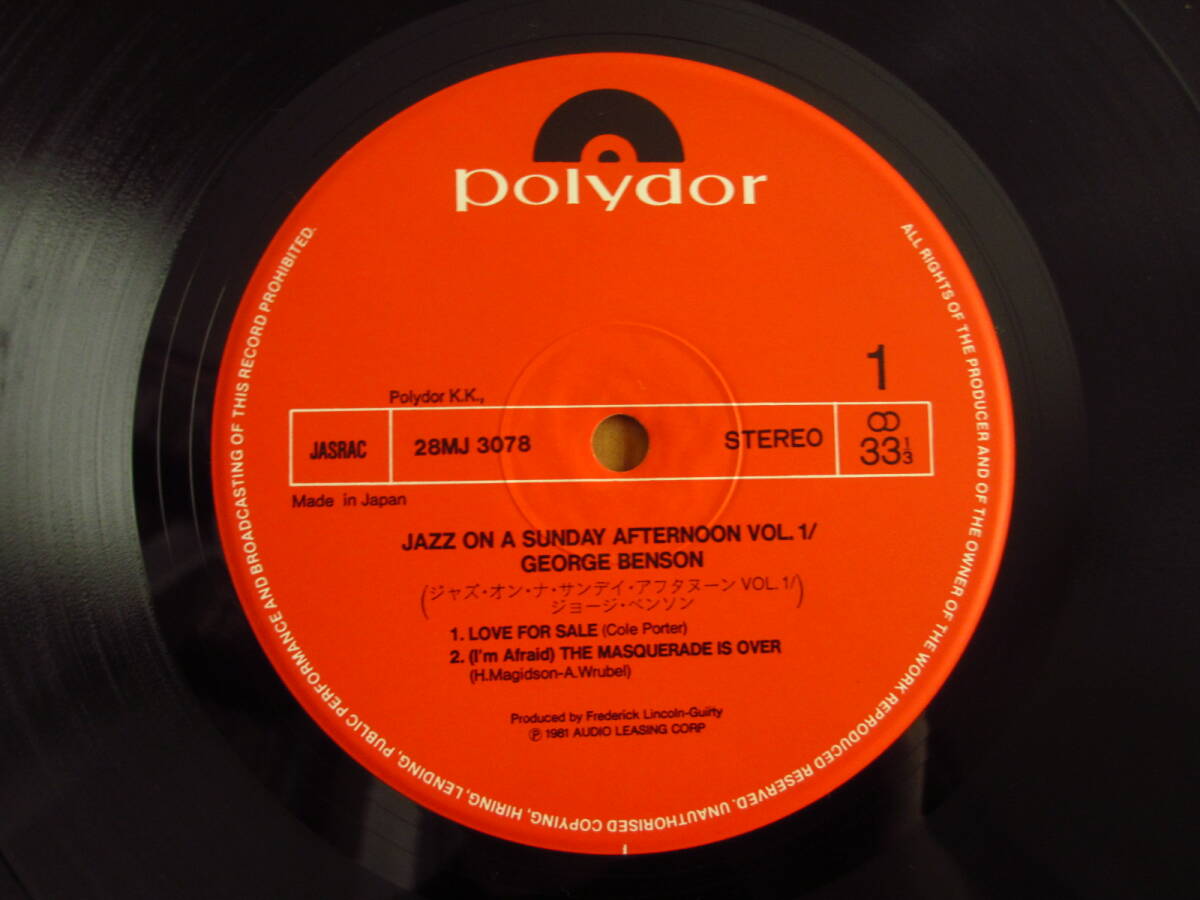 polydor
1
Polydor K.K.,
JASRAC
28MJ 3078
STEREO
33 1/3
Made in Japan
JAZZ ON A SUNDAY AFTERNOON VOL. 1/
GEORGE BENSON
(ジャズ・オン・ナ・サンデイ・アフタヌーン VOL. 1/
ジョージ・ベンソン)
1. LOVE FOR SALE (Cole Porter)
2. (I'm Afraid) THE MASQUERADE IS OVER
(H.Magidson-A.Wrubel)
Produced by Frederick Lincoln-Guirty
Ⓟ 1981 AUDIO LEASING CORP
ALL RIGHTS OF THE PRODUCER AND OF THE OWNER OF THE WORK REPRODUCED RESERVED. UNAUTHORISED COPYING, HIRING, LENDING, PUBLIC PERFORMANCE AND BROADCASTING OF THIS RECORD PROHIBITED.